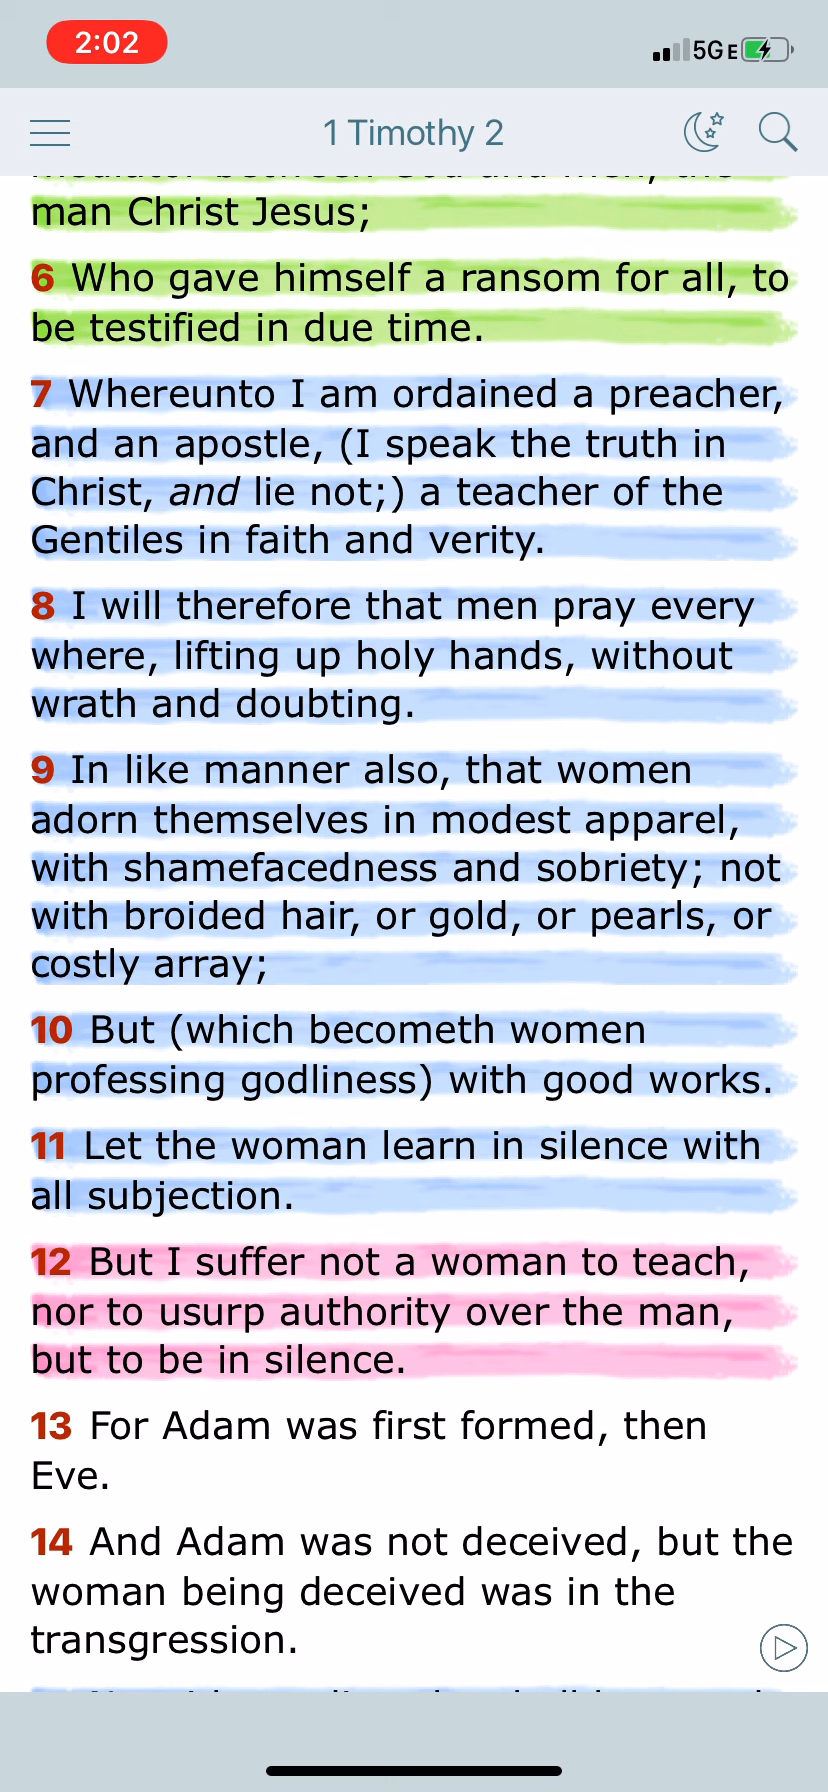 2:02
5GE
1 Timothy 2
man Christ Jesus;
6 Who gave himself a ransom for all, to
be testified in due time.
7 Whereunto I am ordained a preacher,
and an apostle, (I speak the truth in
Christ, and lie not;) a teacher of the
Gentiles in faith and verity.
8 I will therefore that men pray every
where, lifting up holy hands, without
wrath and doubting.
9 In like manner also, that women
adorn themselves in modest apparel,
with shamefacedness and sobriety; not
with broided hair, or gold, or pearls, or
costly array;
10 But (which becometh women
professing godliness) with good works.
11 Let the woman learn in silence with
all subjection.
12 But I suffer not a woman to teach,
nor to usurp authority over the man,
but to be in silence.
13 For Adam was first formed, then
Eve.
14 And Adam was not deceived, but the
woman being deceived was in the
transgression.